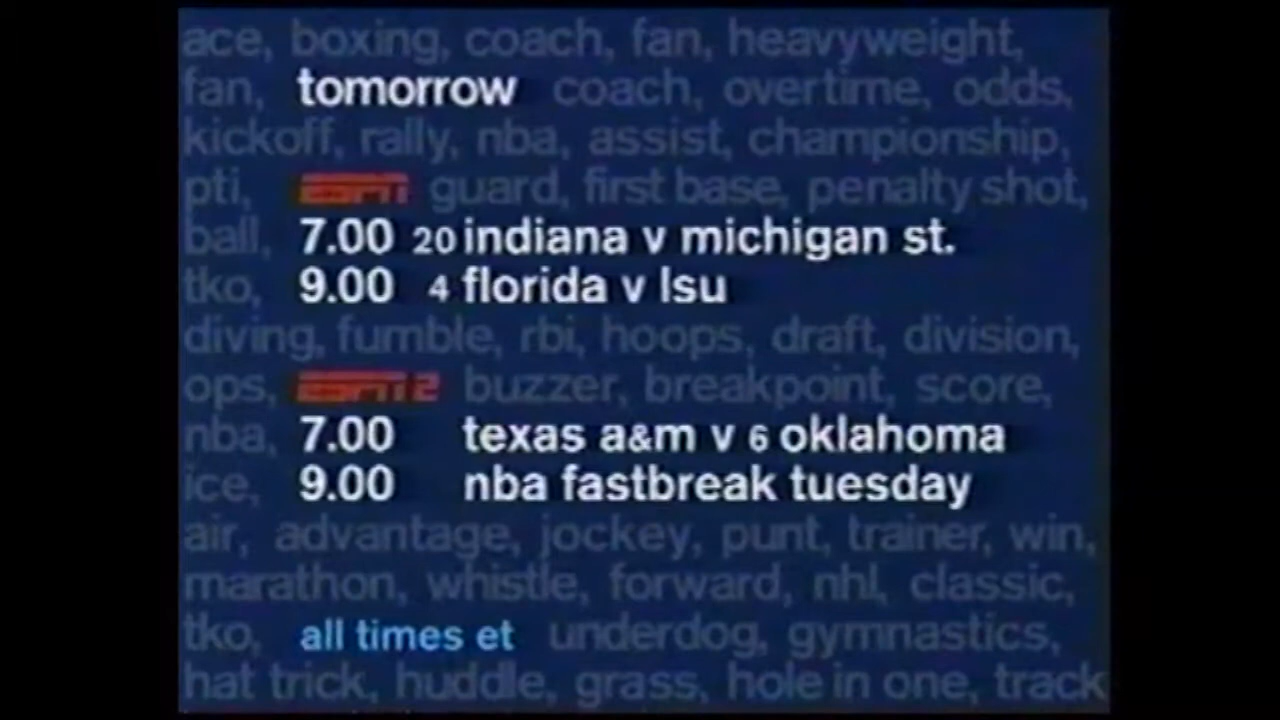 ace, boxing, coach, fan, heavyweight,
fan, tomorrow coach, overtime, odds,
kickoff, rally, nba, assist, championship,
pti, ESPN guard, first base, penalty shot,
ball, 7.00 20 indiana v michigan st.
tko, 9.00 4 florida v lsu
diving, fumble, rbi, hoops, draft, division,
ops, ESPN2 buzzer, breakpoint, score,
nba, 7.00 texas a&m v 6 oklahoma
ice, 9.00 nba fastbreak tuesday
air, advantage, jockey, punt, trainer, win,
marathon, whistle, forward, nhl, classic,
tko, all times et underdog, gymnastics,
hat trick, huddle, grass, hole in one, track